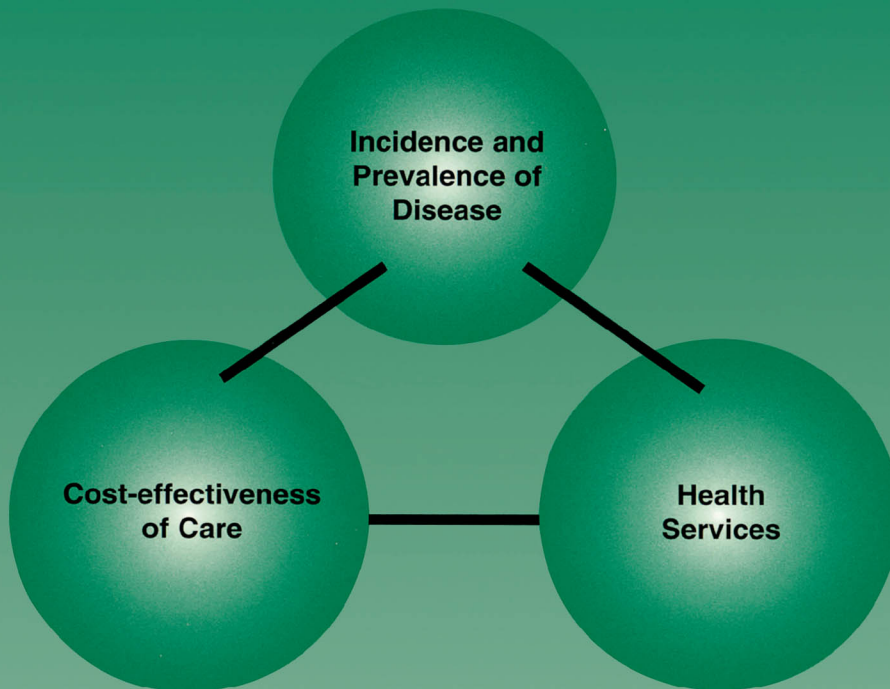 Incidence and
Prevalence of
Disease
Cost-effectiveness
of Care
Health
Services